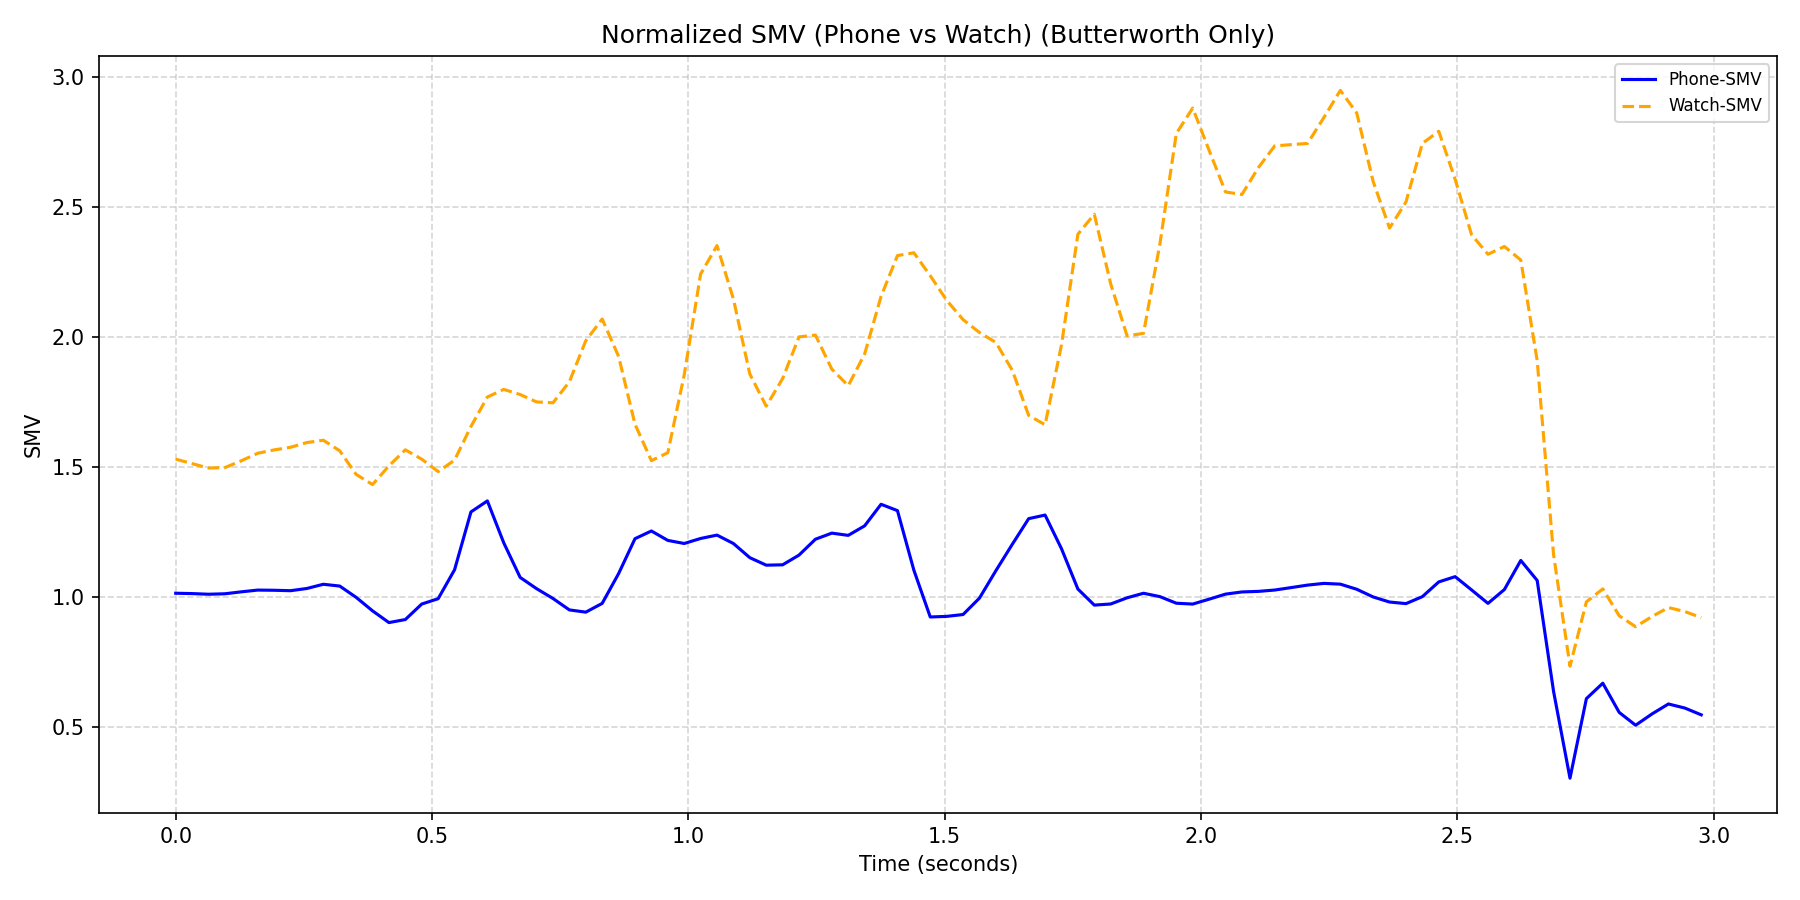 Normalized SMV (Phone vs Watch) (Butterworth Only)
Phone-SMV
Watch-SMV
SMV
3.0
2.5
2.0
1.5
1.0
0.5
0.0 0.5 1.0 1.5 2.0 2.5 3.0
Time (seconds)